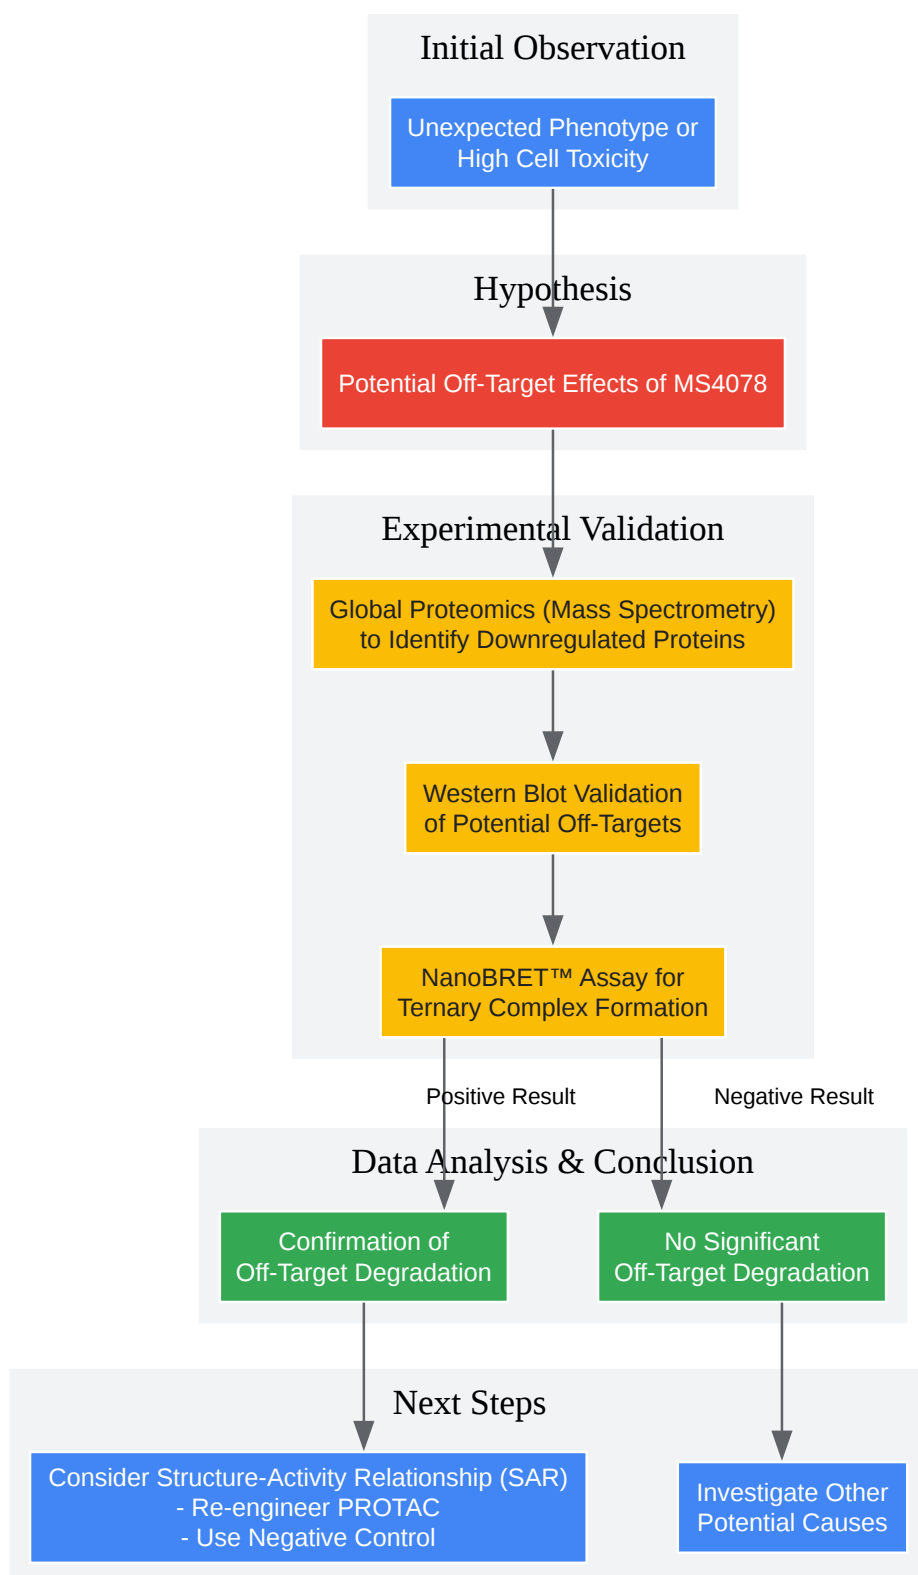 Initial Observation
Unexpected Phenotype or
High Cell Toxicity
Hypothesis
Potential Off-Target Effects of MS4078
Experimental Validation
Global Proteomics (Mass Spectrometry)
to Identify Downregulated Proteins
Western Blot Validation
of Potential Off-Targets
NanoBRET™ Assay for
Ternary Complex Formation
Positive Result
Negative Result
Data Analysis & Conclusion
Confirmation of
Off-Target Degradation
No Significant
Off-Target Degradation
Next Steps
Consider Structure-Activity Relationship (SAR)
- Re-engineer PROTAC
- Use Negative Control
Investigate Other
Potential Causes